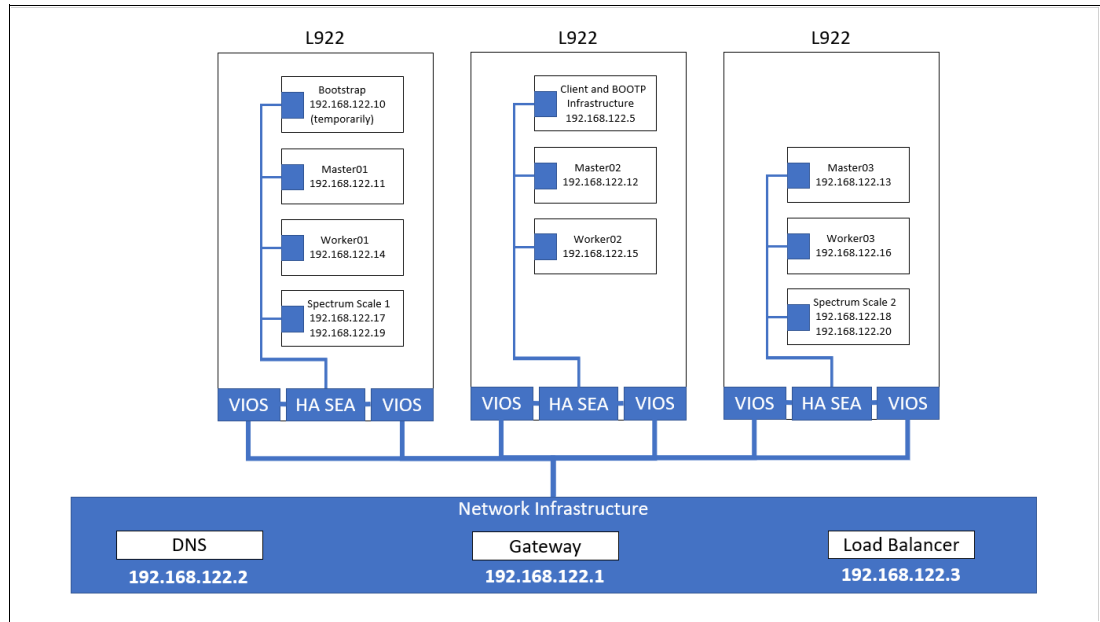 L922
Bootstrap
192.168.122.10
(temporarily)
Master01
192.168.122.11
Worker01
192.168.122.14
Spectrum Scale 1
192.168.122.17
192.168.122.19
VIOS
HA SEA
VIOS
L922
Client and BOOTP
Infrastructure
192.168.122.5
Master02
192.168.122.12
Worker02
192.168.122.15
VIOS
HA SEA
VIOS
L922
Master03
192.168.122.13
Worker03
192.168.122.16
Spectrum Scale 2
192.168.122.18
192.168.122.20
VIOS
HA SEA
VIOS
Network Infrastructure
DNS
192.168.122.2
Gateway
192.168.122.1
Load Balancer
192.168.122.3